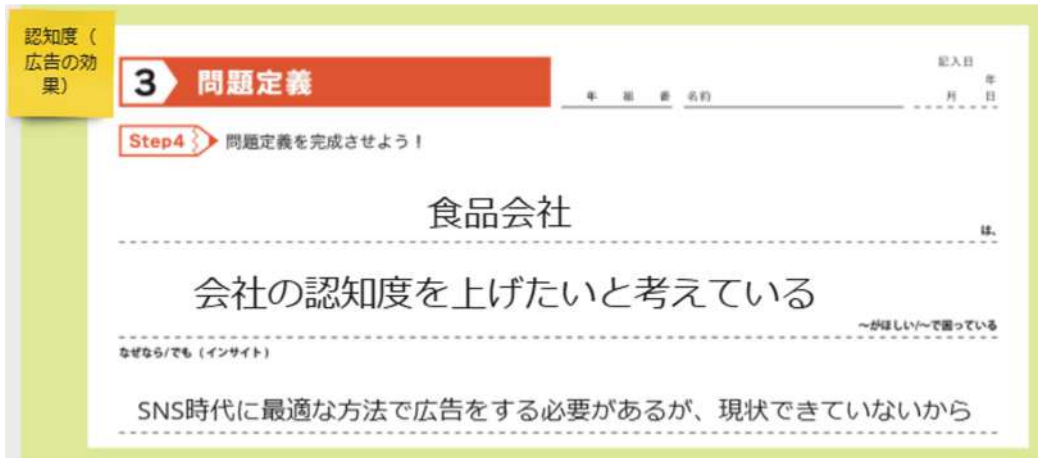 認知度（
広告の効
果）
3 問題定義
記入日
年
年 組 番 名前 月 日
Step4 問題定義を完成させよう！
食品会社
は、
会社の認知度を上げたいと考えている
～がほしい/～で困っている
なぜなら/でも（インサイト）
SNS時代に最適な方法で広告をする必要があるが、現状できていないから